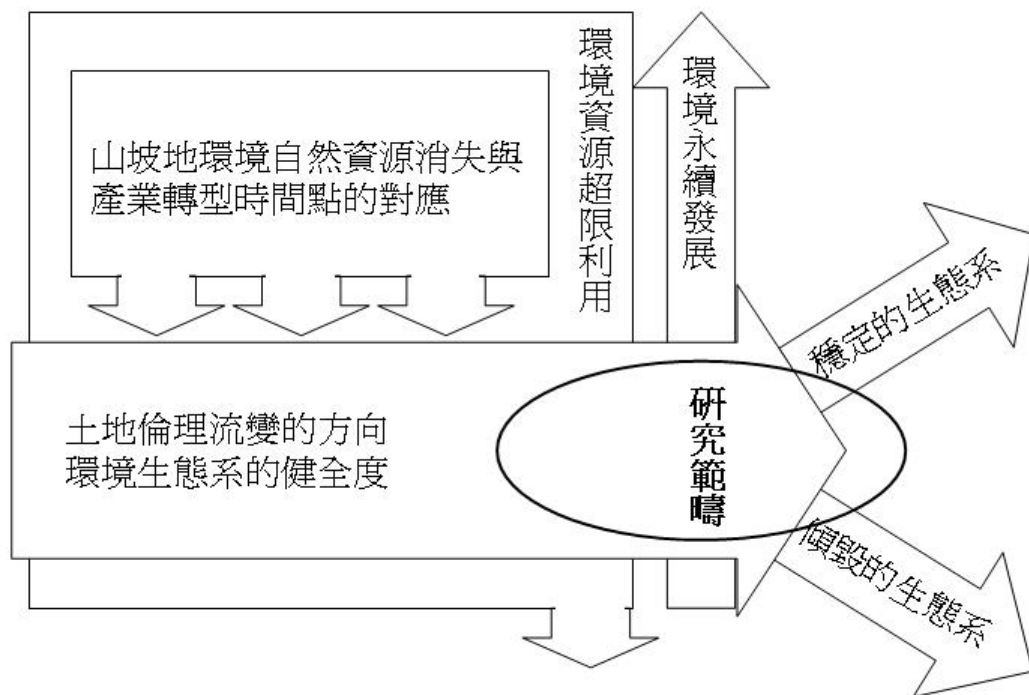 環境資源超限利用
環境永續發展
山坡地環境自然資源消失與
產業轉型時間點的對應
穩定的生態系
土地倫理流變的方向
環境生態系的健全度
研究範疇
傾毀的生態系